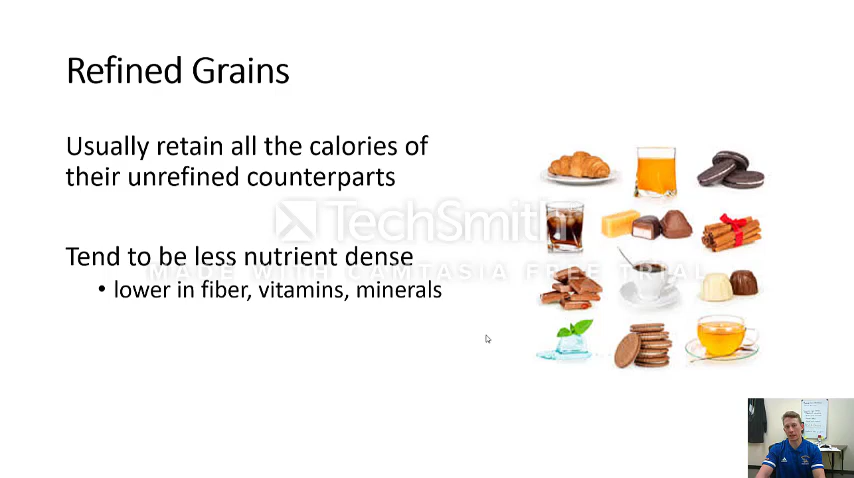 Refined Grains
Usually retain all the calories of
their unrefined counterparts
TechSmith
Tend to be less nutrient dense
MADE WITH CAMTASIA FREE TRIAL
• lower in fiber, vitamins, minerals